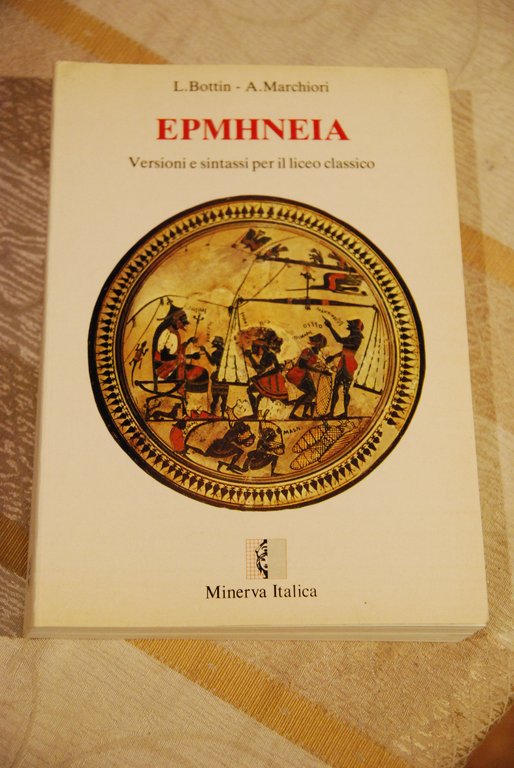 L. Bottin - A. Marchiori
ΕΡΜΗΝΕΙΑ
Versioni e sintassi per il liceo classico
Minerva Italica